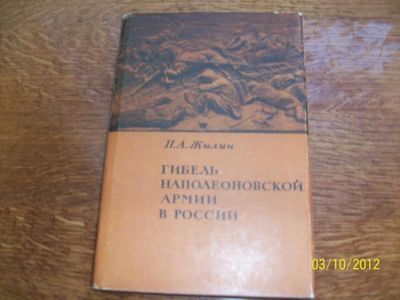 П. А. Жилин
ГИБЕЛЬ
НАПОЛЕОНОВСКОЙ
АРМИИ
В РОССИИ
03/10/2012